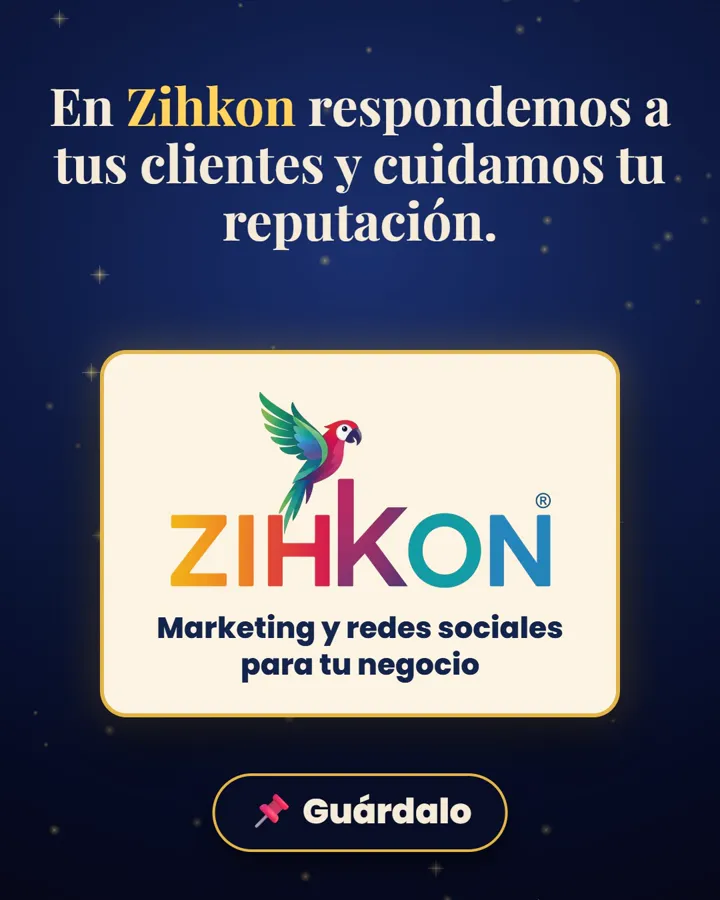 En Zihkon respondemos a
tus clientes y cuidamos tu
reputación.
ZIHKON®
Marketing y redes sociales
para tu negocio
📌 Guárdalo